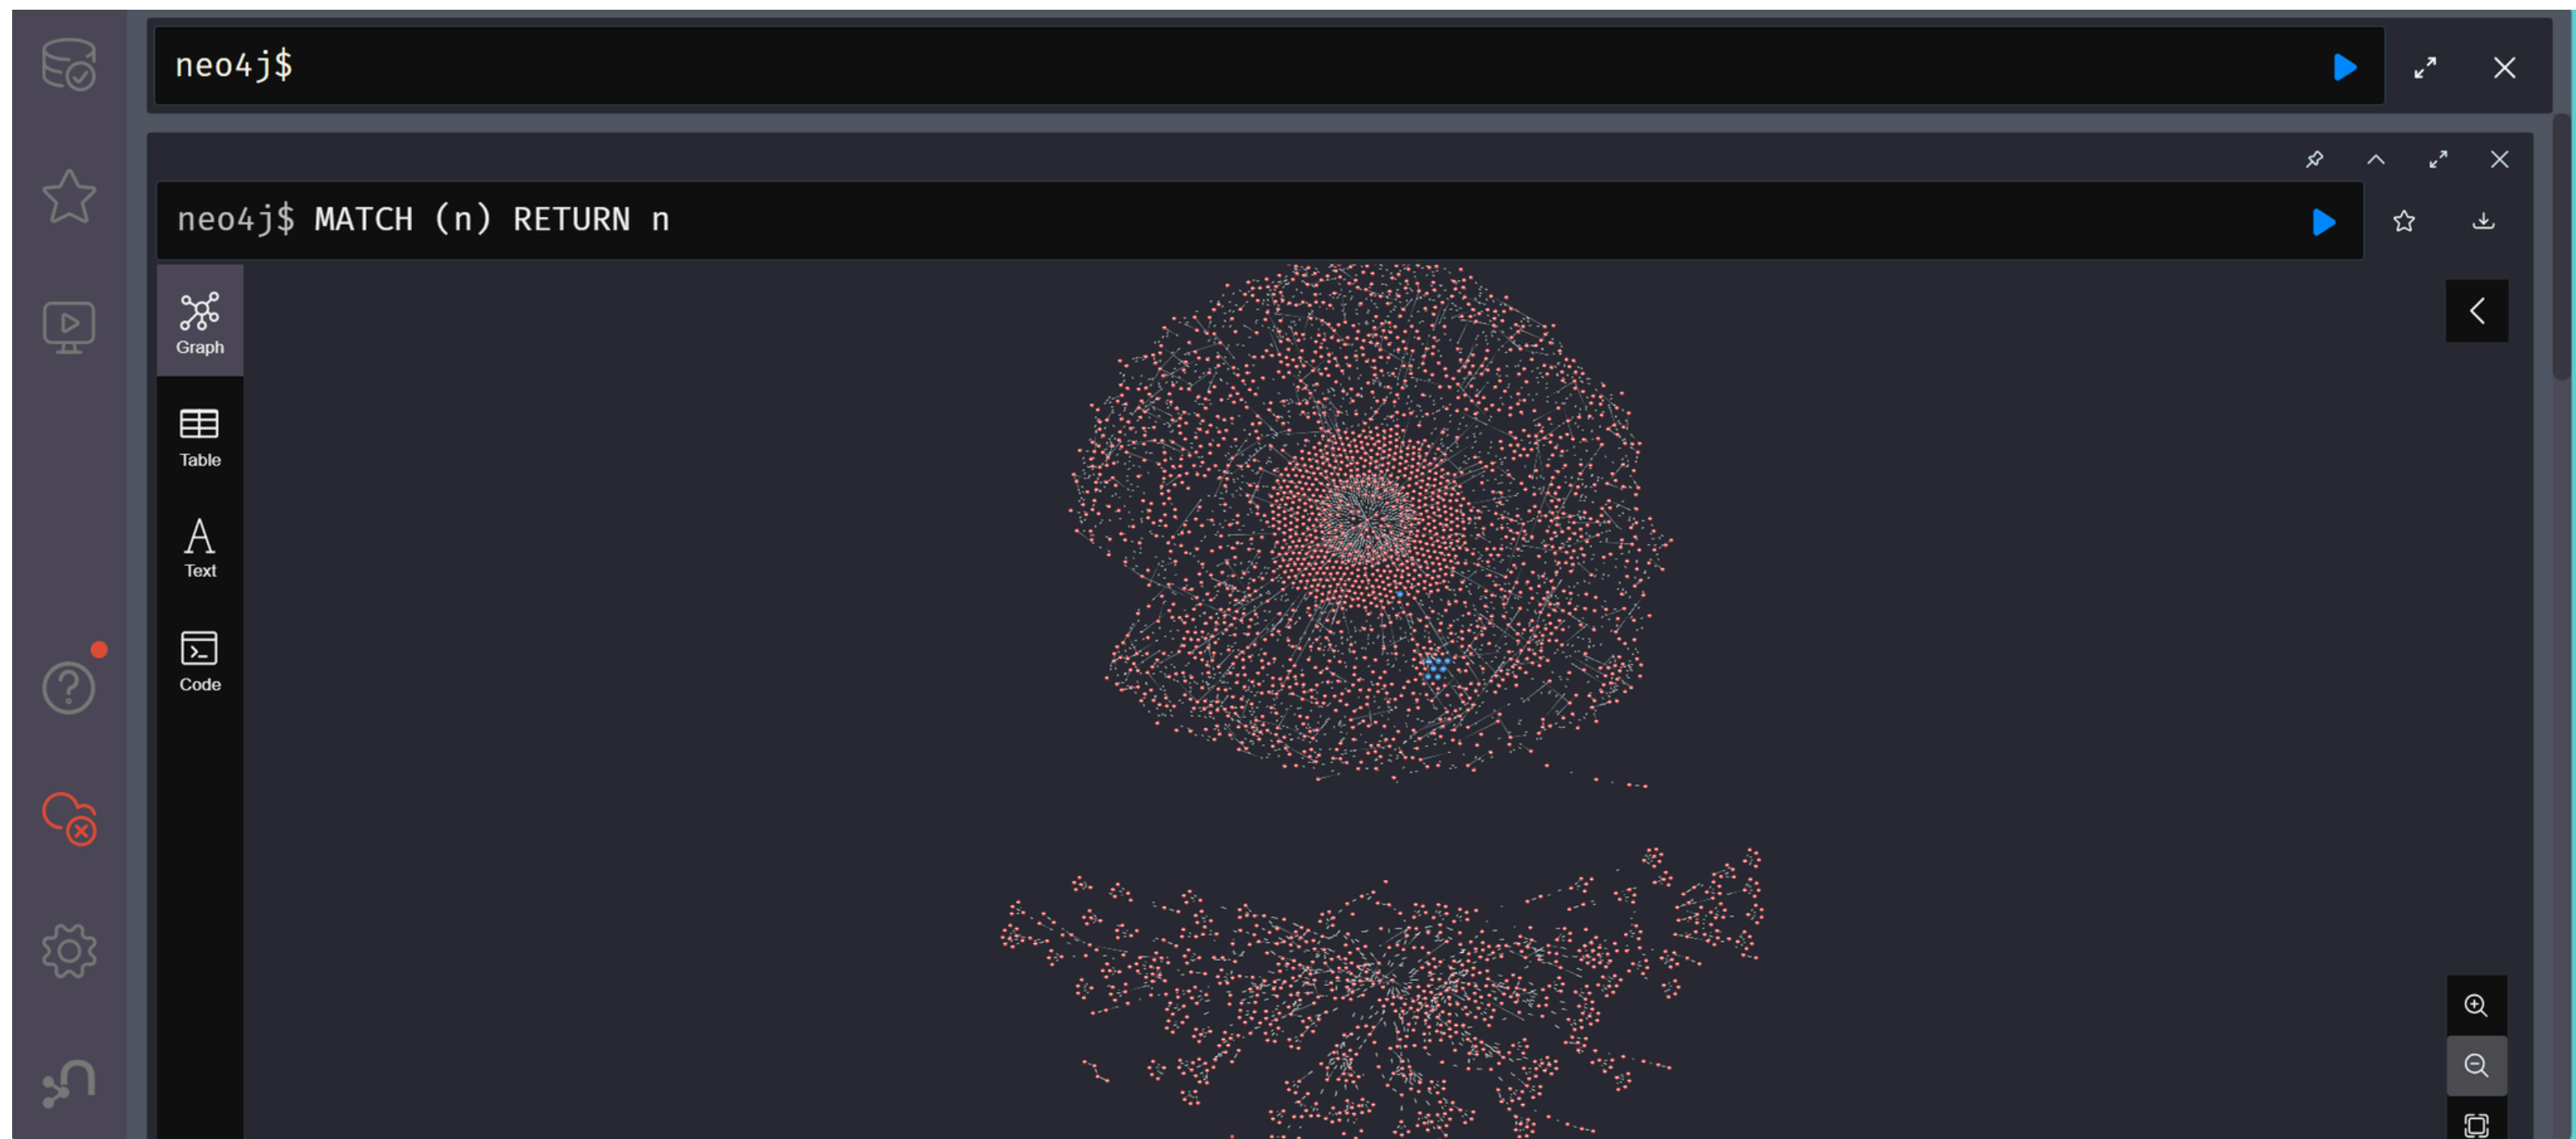 neo4j$
neo4j$ MATCH (n) RETURN n
Graph
Table
Text
Code